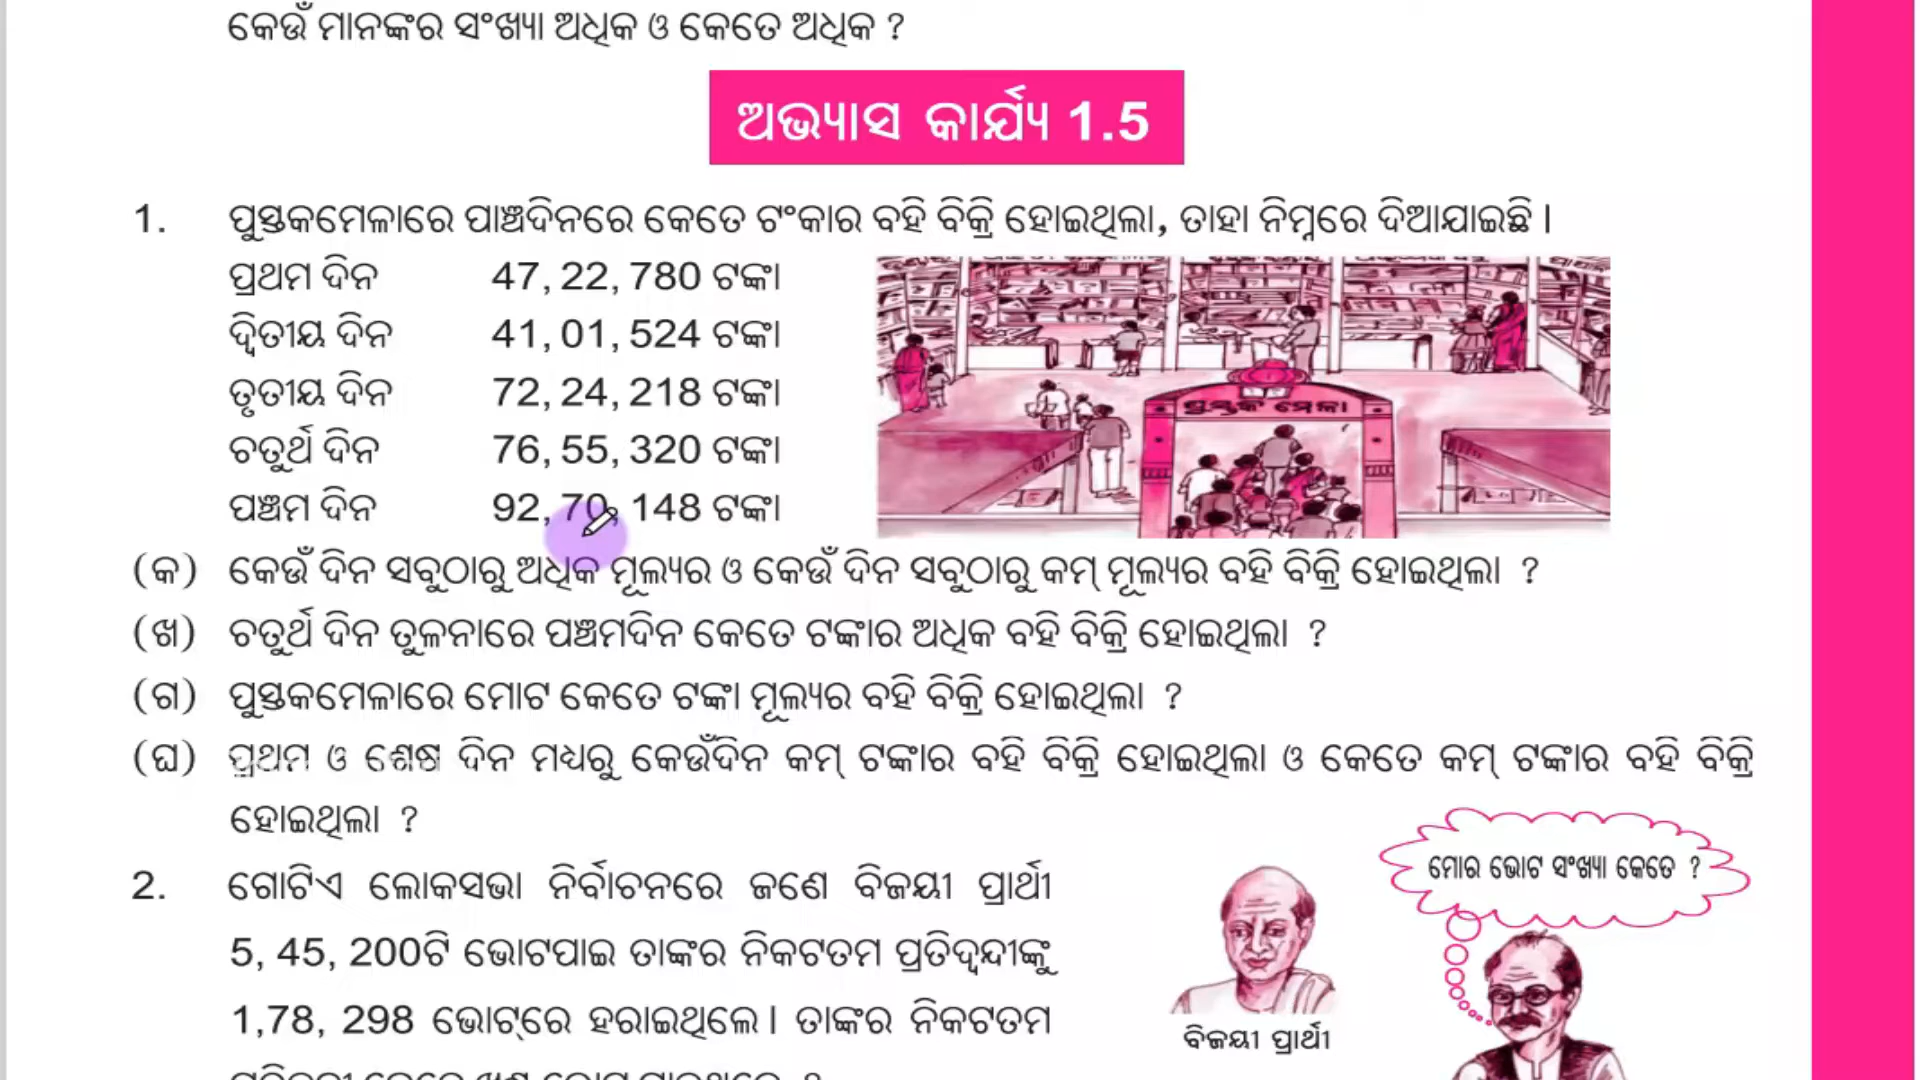 କେଉଁ ମାନଙ୍କର ସଂଖ୍ୟା ଅଧିକ ଓ କେତେ ଅଧିକ ?
ଅଭ୍ୟାସ କାର୍ଯ୍ୟ 1.5
1. ପୁସ୍ତକମେଳାରେ ପାଞ୍ଚଦିନରେ କେତେ ଟଂକାର ବହି ବିକ୍ରି ହୋଇଥିଲା, ତାହା ନିମ୍ନରେ ଦିଆଯାଇଛି ।
ପ୍ରଥମ ଦିନ 47, 22, 780 ଟଙ୍କା
ଦ୍ୱିତୀୟ ଦିନ 41, 01, 524 ଟଙ୍କା
ତୃତୀୟ ଦିନ 72, 24, 218 ଟଙ୍କା
ଚତୁର୍ଥ ଦିନ 76, 55, 320 ଟଙ୍କା
ପଞ୍ଚମ ଦିନ 92, 70, 148 ଟଙ୍କା
ପୁସ୍ତକ ମେଳା
(କ) କେଉଁ ଦିନ ସବୁଠାରୁ ଅଧିକ ମୂଲ୍ୟର ଓ କେଉଁ ଦିନ ସବୁଠାରୁ କମ୍ ମୂଲ୍ୟର ବହି ବିକ୍ରି ହୋଇଥିଲା ?
(ଖ) ଚତୁର୍ଥ ଦିନ ତୁଳନାରେ ପଞ୍ଚମଦିନ କେତେ ଟଙ୍କାର ଅଧିକ ବହି ବିକ୍ରି ହୋଇଥିଲା ?
(ଗ) ପୁସ୍ତକମେଳାରେ ମୋଟ କେତେ ଟଙ୍କା ମୂଲ୍ୟର ବହି ବିକ୍ରି ହୋଇଥିଲା ?
(ଘ) ପ୍ରଥମ ଓ ଶେଷ ଦିନ ମଧ୍ୟରୁ କେଉଁଦିନ କମ୍ ଟଙ୍କାର ବହି ବିକ୍ରି ହୋଇଥିଲା ଓ କେତେ କମ୍ ଟଙ୍କାର ବହି ବିକ୍ରି
ହୋଇଥିଲା ?
2. ଗୋଟିଏ ଲୋକସଭା ନିର୍ବାଚନରେ ଜଣେ ବିଜୟୀ ପ୍ରାର୍ଥୀ
5, 45, 200ଟି ଭୋଟପାଇ ତାଙ୍କର ନିକଟତମ ପ୍ରତିଦ୍ୱନ୍ଦୀଙ୍କୁ
1,78, 298 ଭୋଟ୍‌ରେ ହରାଇଥିଲେ । ତାଙ୍କର ନିକଟତମ
ମୋର ଭୋଟ ସଂଖ୍ୟା କେତେ ?
ବିଜୟୀ ପ୍ରାର୍ଥୀ